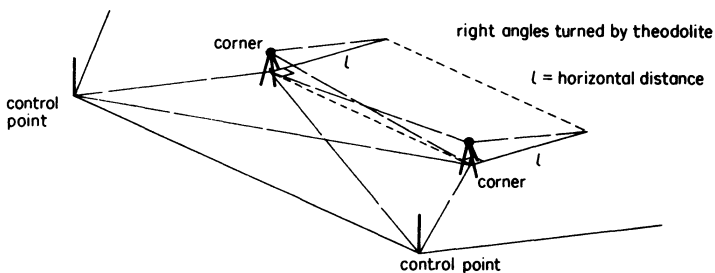 corner
right angles turned by theodolite
l
l = horizontal distance
control
point
l
corner
control point